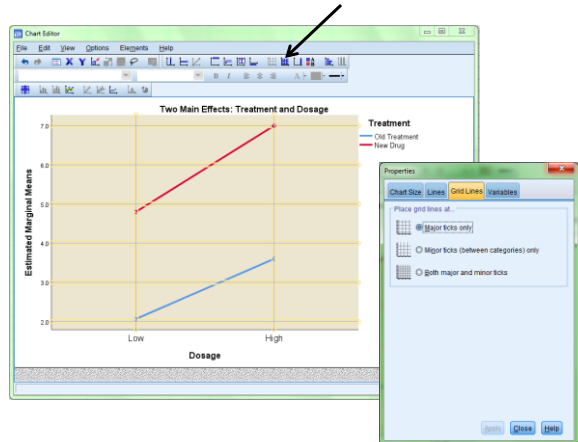 Chart Editor
File Edit View Options Elements Help
X Y
B I
A
Two Main Effects: Treatment and Dosage
Treatment
Old Treatment
New Drug
7.0
6.0
5.0
4.0
3.0
2.0
Estimated Marginal Means
Low High
Dosage
Properties
Chart Size Lines Grid Lines Variables
Place grid lines at...
Major ticks only
Minor ticks (between categories) only
Both major and minor ticks
Apply Close Help